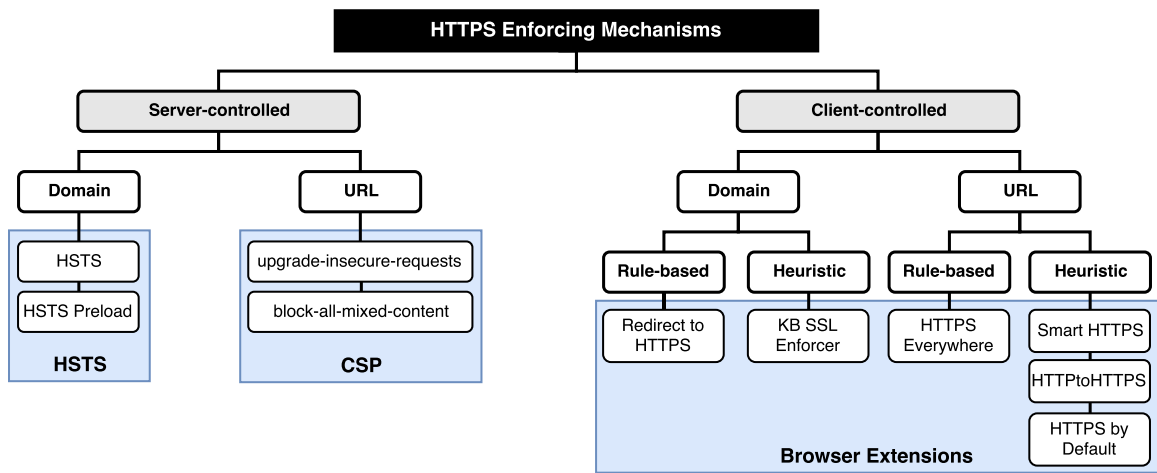 HTTPS Enforcing Mechanisms
Server-controlled
Client-controlled
Domain
URL
Domain
URL
Rule-based
Heuristic
Rule-based
Heuristic
HSTS
HSTS Preload
HSTS
upgrade-insecure-requests
block-all-mixed-content
CSP
Redirect to
HTTPS
KB SSL
Enforcer
HTTPS
Everywhere
Smart HTTPS
HTTPtoHTTPS
HTTPS by
Default
Browser Extensions